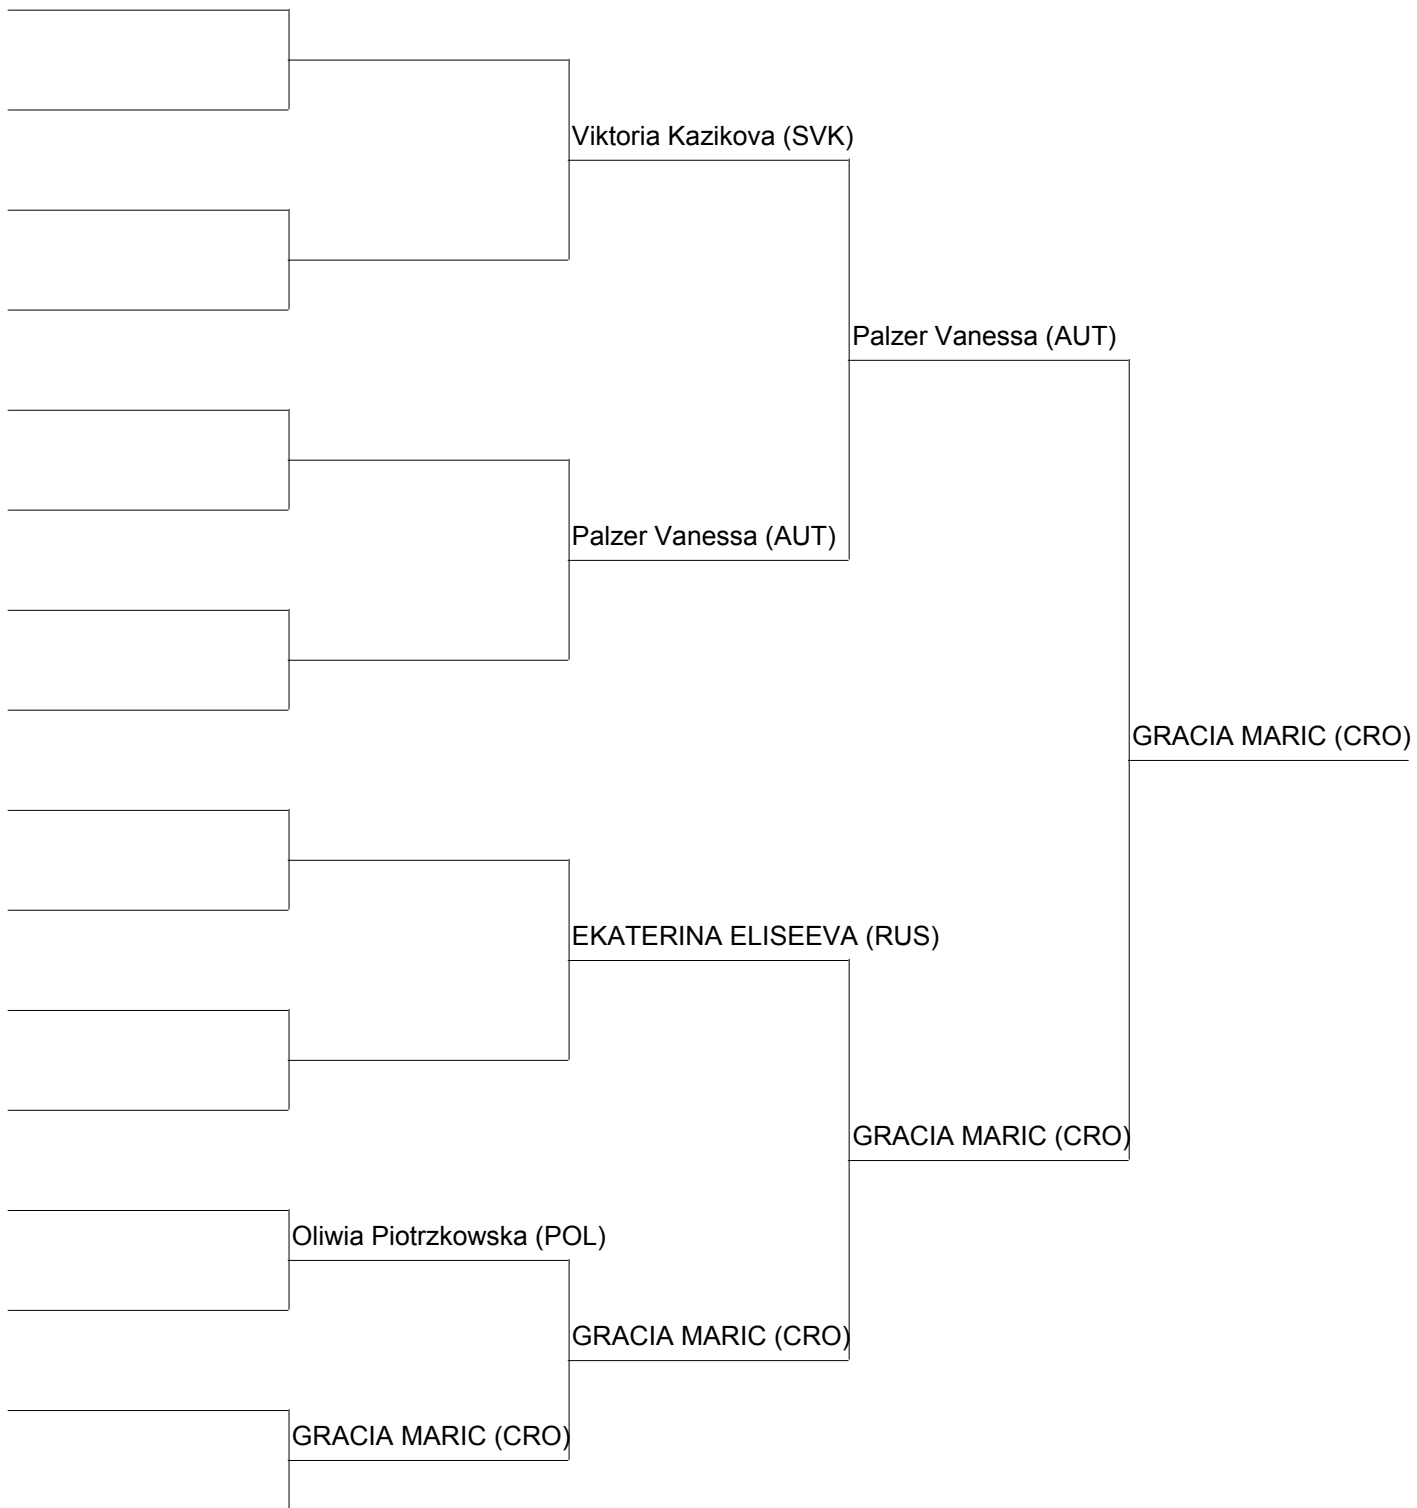 Viktoria Kazikova (SVK)
Palzer Vanessa (AUT)
Palzer Vanessa (AUT)
GRACIA MARIC (CRO)
EKATERINA ELISEEVA (RUS)
GRACIA MARIC (CRO)
Oliwia Piotrzkowska (POL)
GRACIA MARIC (CRO)
GRACIA MARIC (CRO)